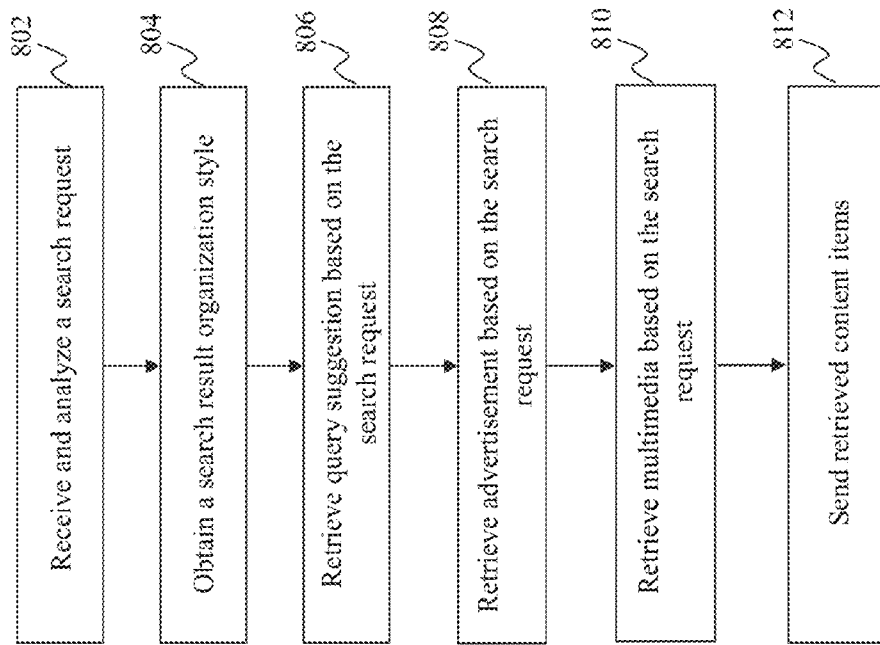 802
Receive and analyze a search request
804
Obtain a search result organization style
806
Retrieve query suggestion based on the
search request
808
Retrieve advertisement based on the search
request
810
Retrieve multimedia based on the search
request
812
Send retrieved content items